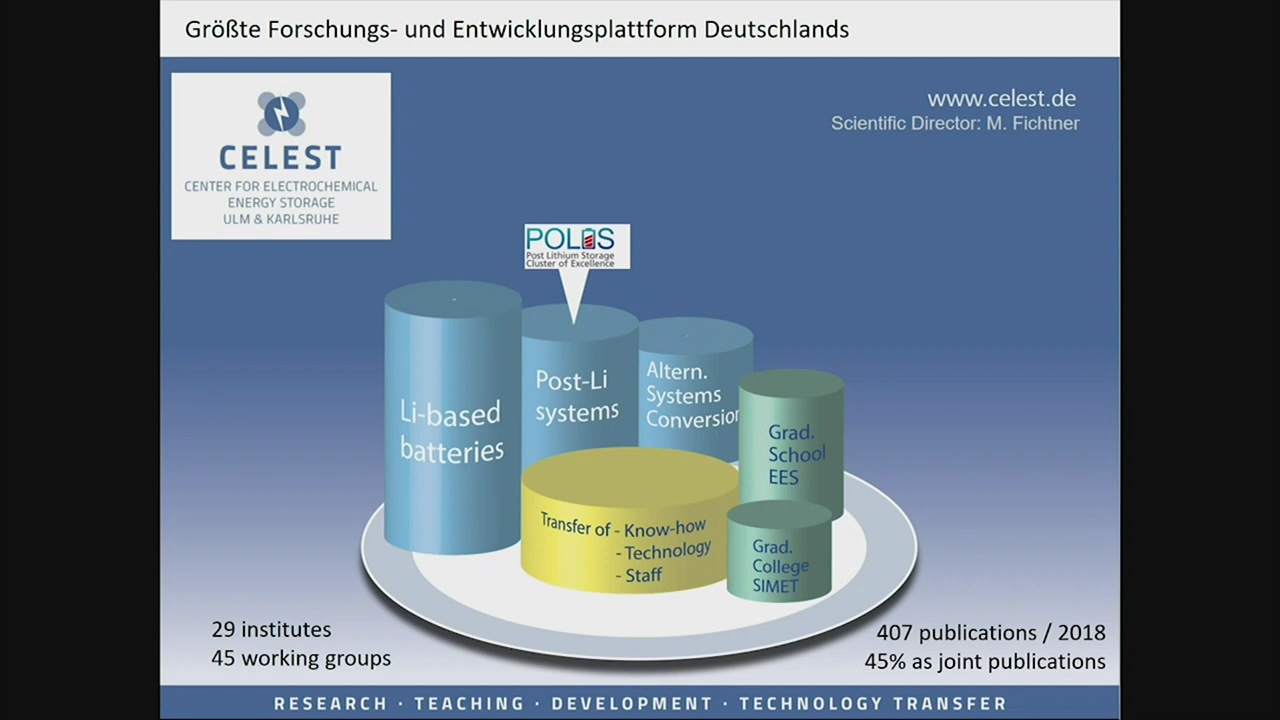 Größte Forschungs- und Entwicklungsplattform Deutschlands
CELEST
CENTER FOR ELECTROCHEMICAL
ENERGY STORAGE
ULM & KARLSRUHE
www.celest.de
Scientific Director: M. Fichtner
POLiS
Post Lithium Storage
Cluster of Excellence
Li-based
batteries
Post-Li
systems
Altern.
Systems
Conversion
Grad.
School
EES
Transfer of - Know-how
- Technology
- Staff
Grad.
College
SIMET
29 institutes
45 working groups
407 publications / 2018
45% as joint publications
RESEARCH · TEACHING · DEVELOPMENT · TECHNOLOGY TRANSFER